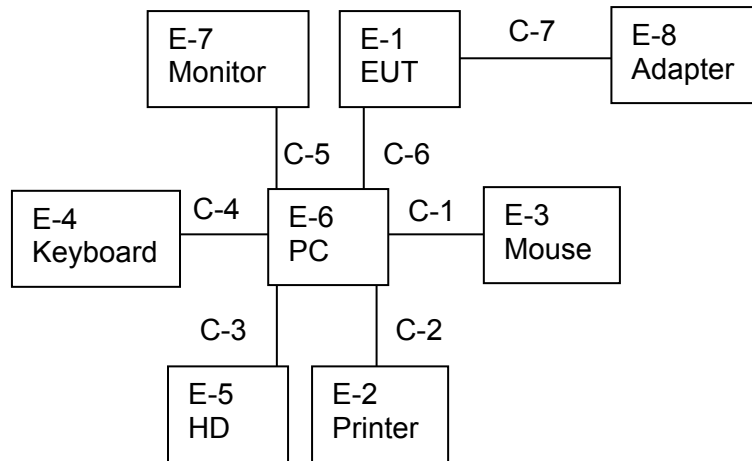 E-7
Monitor
E-1
EUT
C-7
E-8
Adapter
C-5
C-6
E-4
Keyboard
C-4
E-6
PC
C-1
E-3
Mouse
C-3
C-2
E-5
HD
E-2
Printer